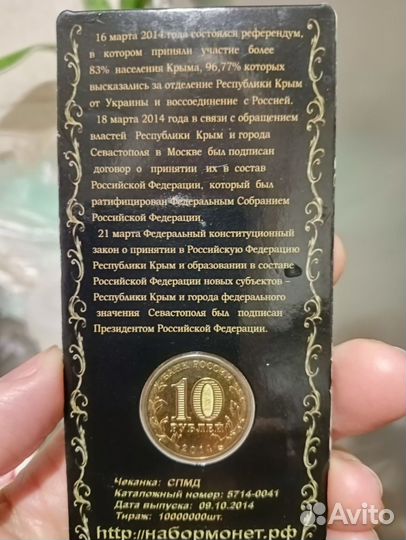 16 марта 2014 года состоялся референдум,
в котором приняли участие более
83% населения Крыма, 96,77% которых
высказались за отделение Республики Крым
от Украины и воссоединение с Россией.
18 марта 2014 года в связи с обращением
властей Республики Крым и города
Севастополя в Москве был подписан
договор о принятии их в состав
Российской Федерации, который был
ратифицирован Федеральным Собранием
Российской Федерации.
21 марта Федеральный конституционный
закон о принятии в Российскую Федерацию
Республики Крым и образовании в составе
Российской Федерации новых субъектов –
Республики Крым и города федерального
значения Севастополя был подписан
Президентом Российской Федерации.
БАНК РОССИИ
10
РУБЛЕЙ
2014
Чеканка: СПМД
Каталожный номер: 5714-0041
Дата выпуска: 09.10.2014
Тираж: 10000000шт.
http://набормонет.рф
Avito